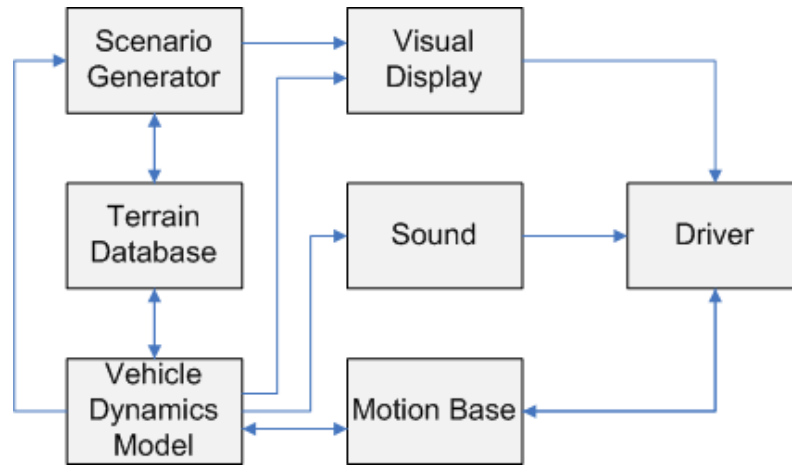 Scenario
Generator
Visual
Display
Terrain
Database
Sound
Driver
Vehicle
Dynamics
Model
Motion Base